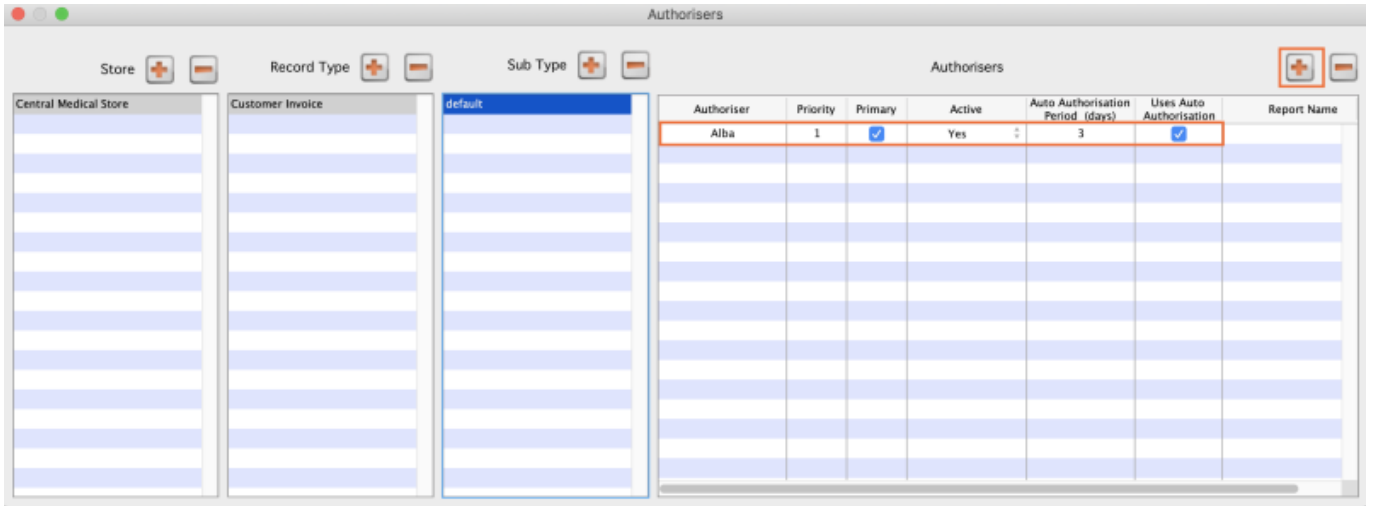 Authorisers
Store Record Type Sub Type Authorisers
Central Medical Store Customer Invoice default
Authoriser Priority Primary Active Auto Authorisation Period (days) Uses Auto Authorisation Report Name
Alba 1 Yes 3